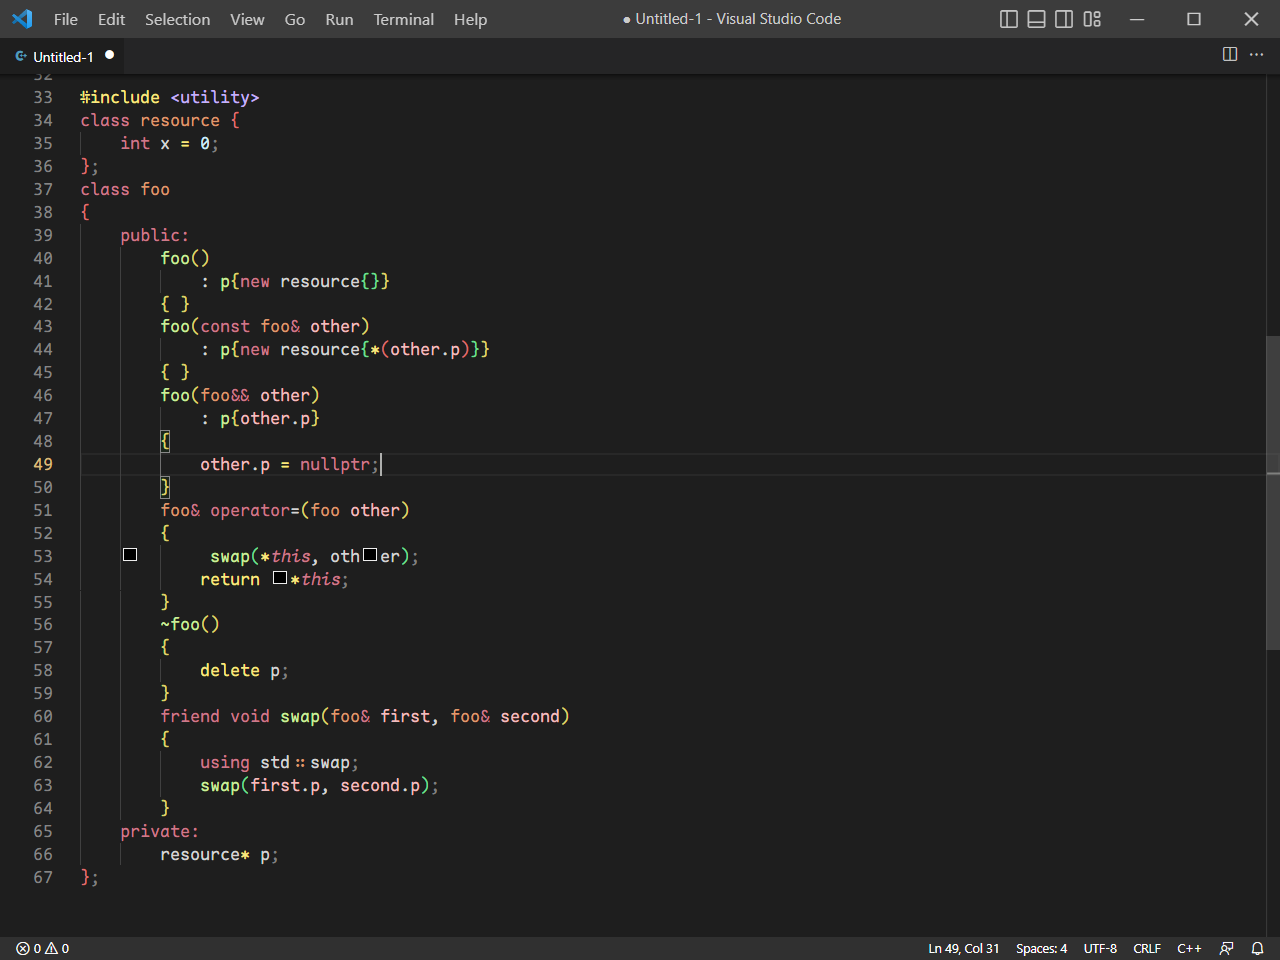 File Edit Selection View Go Run Terminal Help ● Untitled-1 - Visual Studio Code
Untitled-1 ●
32
33 #include <utility>
34 class resource {
35 int x = 0;
36 };
37 class foo
38 {
39 public:
40 foo()
41 : p{new resource{}}
42 { }
43 foo(const foo& other)
44 : p{new resource{*(other.p)}}
45 { }
46 foo(foo&& other)
47 : p{other.p}
48 {
49 other.p = nullptr;
50 }
51 foo& operator=(foo other)
52 {
53 □ swap(*this, oth□er);
54 return □*this;
55 }
56 ~foo()
57 {
58 delete p;
59 }
60 friend void swap(foo& first, foo& second)
61 {
62 using std::swap;
63 swap(first.p, second.p);
64 }
65 private:
66 resource* p;
67 };
0 0 Ln 49, Col 31 Spaces: 4 UTF-8 CRLF C++